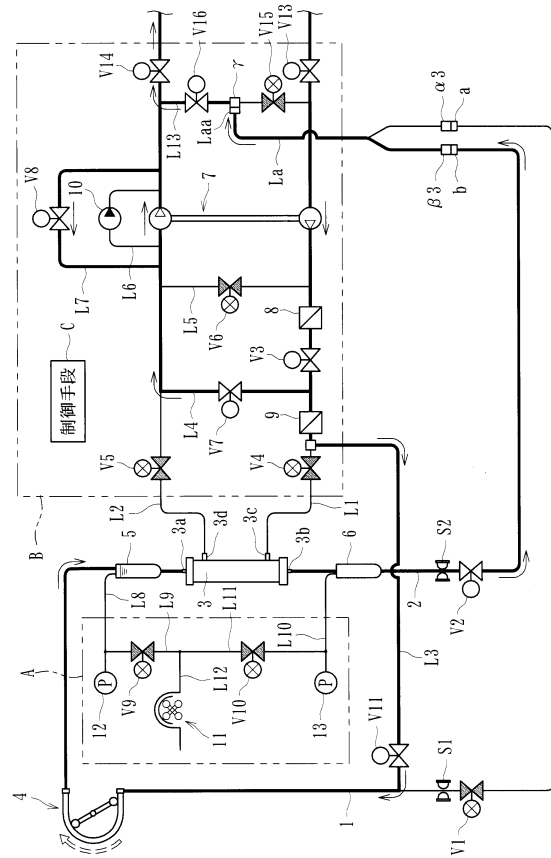 V14
V16
V15
V13
γ
Laa
L13
La
α3
a
β3
b
V8
10
7
L7
L6
L5
V6
8
V3
C
制御手段
L4
V7
9
V5
V4
B
L2
L1
3d
3c
3a
3b
5
3
6
S2
2
V2
L8
L9
L11
L10
L12
A
P
12
V9
11
V10
P
13
L3
V11
S1
4
1
V1